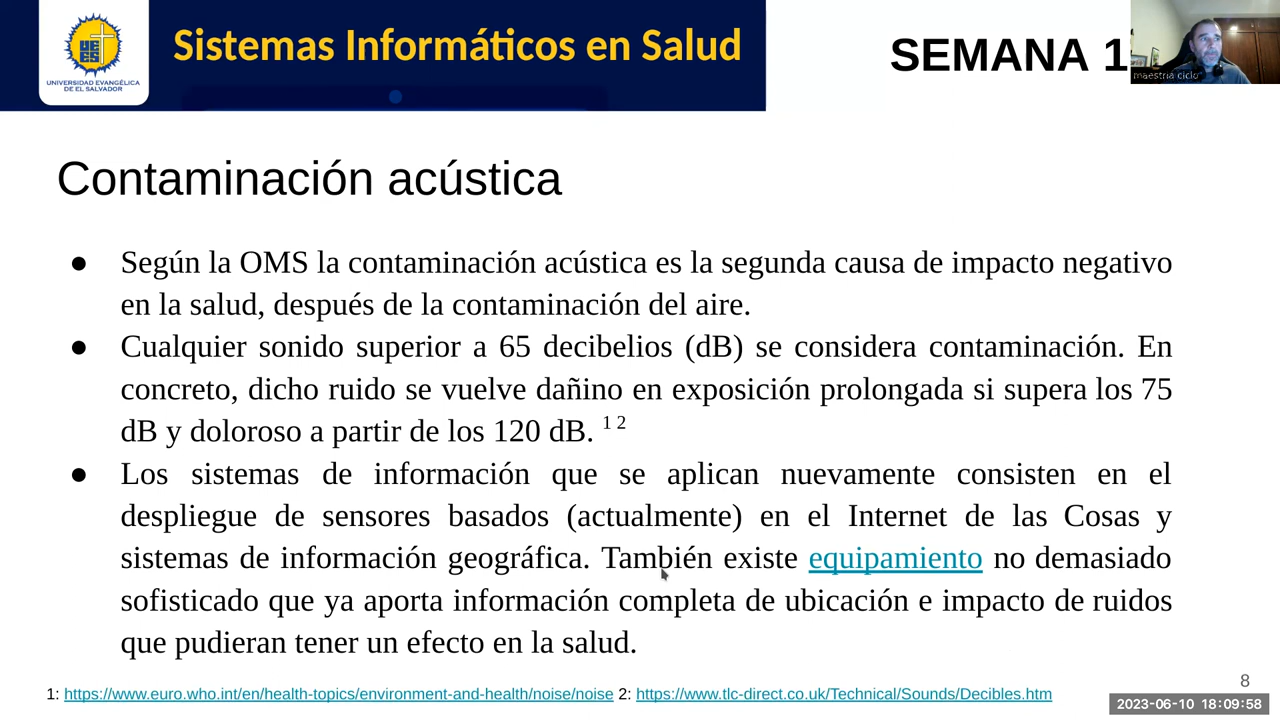 Sistemas Informáticos en Salud
SEMANA 1
UNIVERSIDAD EVANGÉLICA
DE EL SALVADOR
maestria ciclo
Contaminación acústica
● Según la OMS la contaminación acústica es la segunda causa de impacto negativo
en la salud, después de la contaminación del aire.
● Cualquier sonido superior a 65 decibelios (dB) se considera contaminación. En
concreto, dicho ruido se vuelve dañino en exposición prolongada si supera los 75
dB y doloroso a partir de los 120 dB. 1 2
● Los sistemas de información que se aplican nuevamente consisten en el
despliegue de sensores basados (actualmente) en el Internet de las Cosas y
sistemas de información geográfica. También existe equipamiento no demasiado
sofisticado que ya aporta información completa de ubicación e impacto de ruidos
que pudieran tener un efecto en la salud.
8
1: https://www.euro.who.int/en/health-topics/environment-and-health/noise/noise 2: https://www.tlc-direct.co.uk/Technical/Sounds/Decibles.htm
2023-06-10 18:09:58